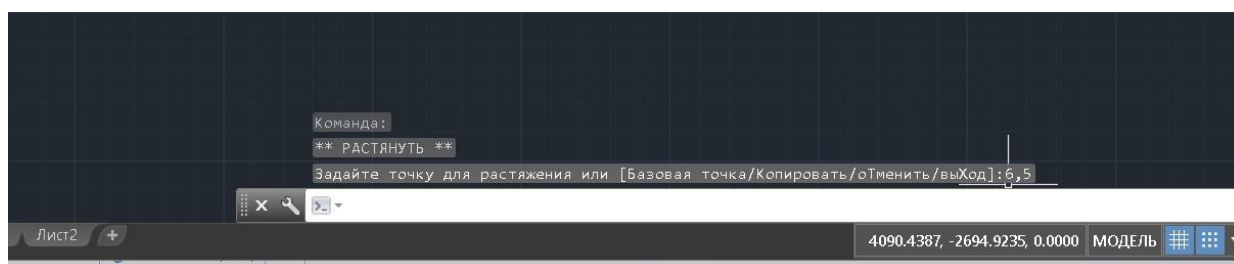 Команда:
** РАСТЯНУТЬ **
Задайте точку для растяжения или [Базовая точка/Копировать/оТменить/выХод]:6,5
Лист2 +
4090.4387, -2694.9235, 0.0000 МОДЕЛЬ